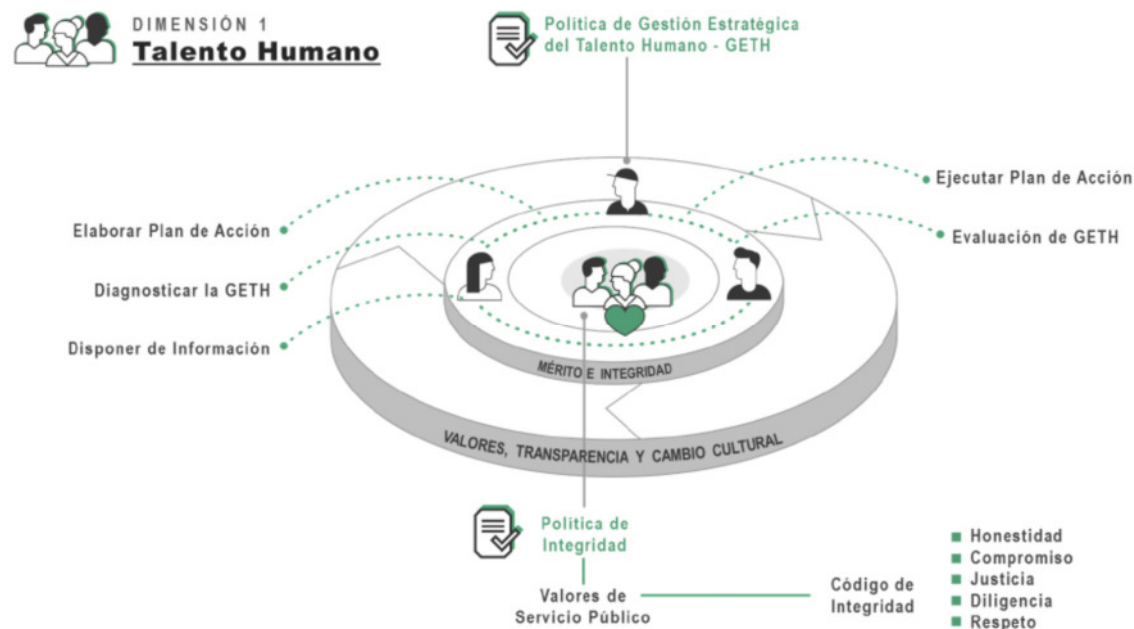 DIMENSIÓN 1
Talento Humano
Política de Gestión Estratégica
del Talento Humano - GETH
Elaborar Plan de Acción
Diagnosticar la GETH
Disponer de Información
Ejecutar Plan de Acción
Evaluación de GETH
MÉRITO E INTEGRIDAD
VALORES, TRANSPARENCIA Y CAMBIO CULTURAL
Política de
Integridad
Valores de
Servicio Público
Código de
Integridad
Honestidad
Compromiso
Justicia
Diligencia
Respeto